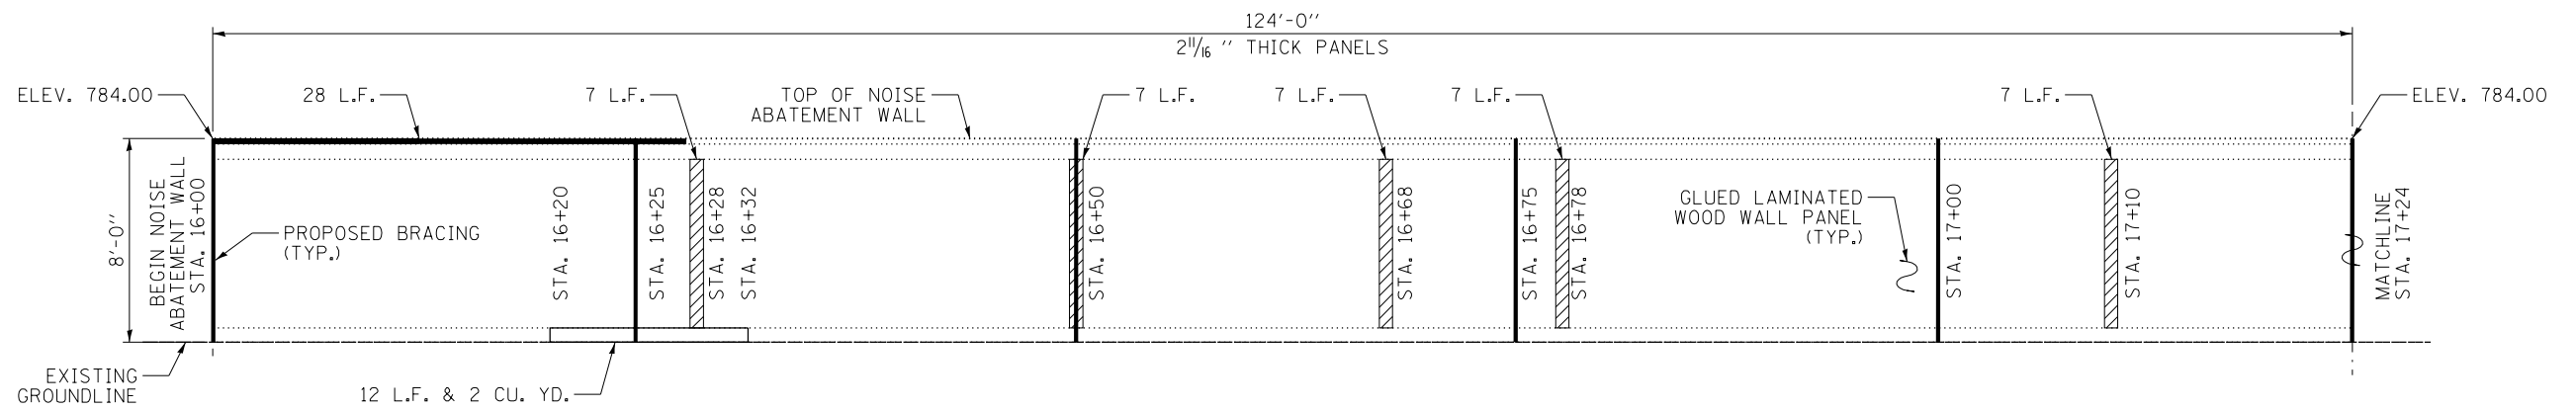 124'-0"
2 11/16 " THICK PANELS
ELEV. 784.00
28 L.F.
7 L.F.
TOP OF NOISE
ABATEMENT WALL
7 L.F.
7 L.F.
7 L.F.
7 L.F.
ELEV. 784.00
8'-0"
BEGIN NOISE
ABATEMENT WALL
STA. 16+00
PROPOSED BRACING
(TYP.)
STA. 16+20
STA. 16+25
STA. 16+28
STA. 16+32
STA. 16+50
STA. 16+68
STA. 16+75
STA. 16+78
GLUED LAMINATED
WOOD WALL PANEL
(TYP.)
STA. 17+00
STA. 17+10
MATCHLINE
STA. 17+24
EXISTING
GROUNDLINE
12 L.F. & 2 CU. YD.